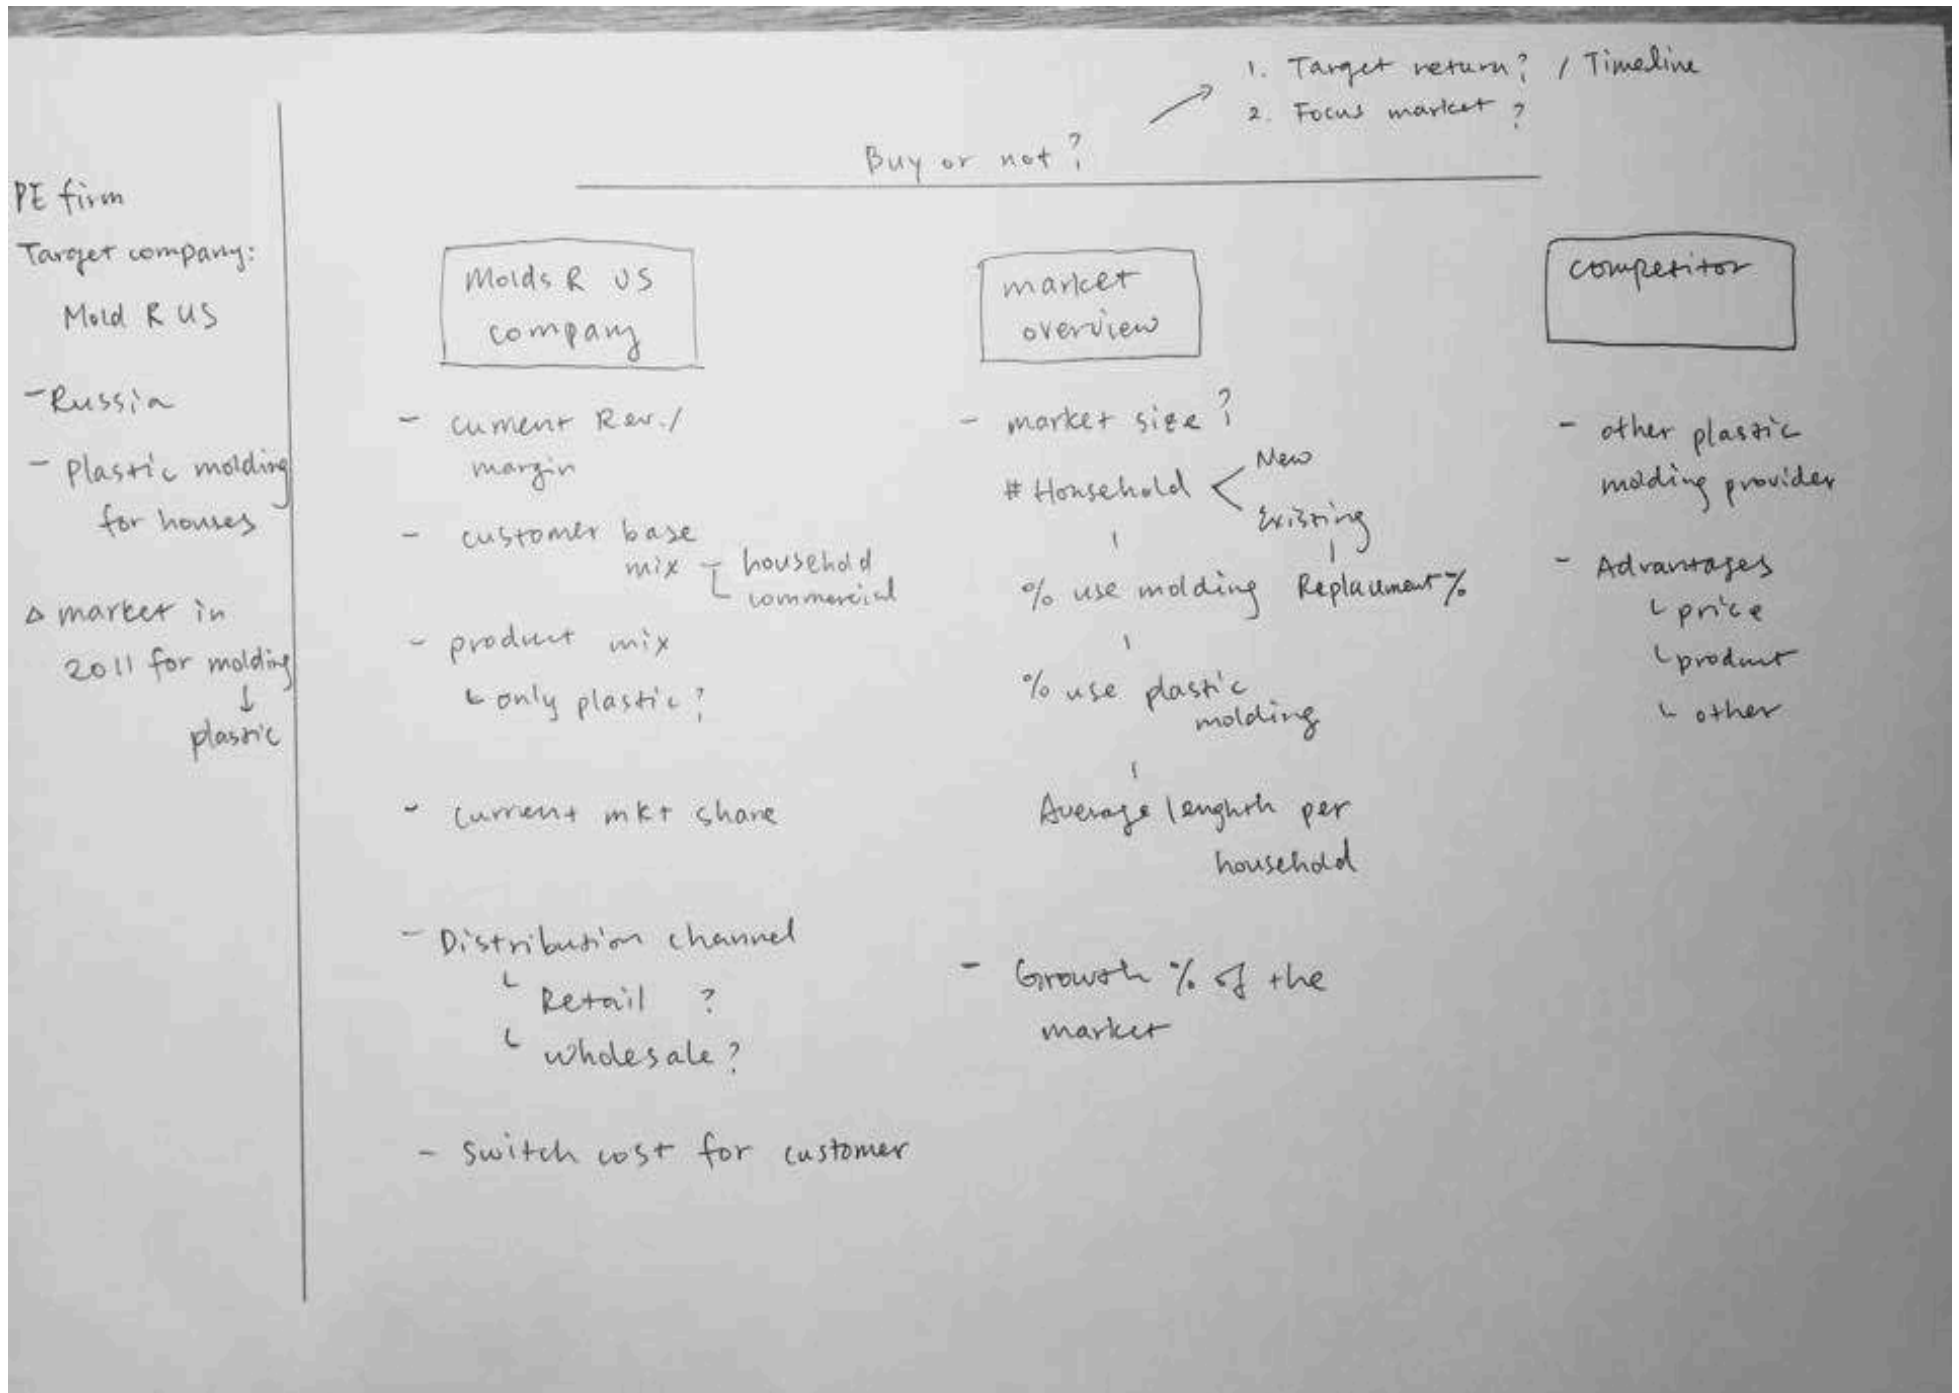 PE firm
Target company:
Mold R US
- Russia
- Plastic molding
for houses
△ market in
2011 for molding
↓
plastic
1. Target return? / Timeline
2. Focus market ?
Buy or not?
Molds R US
company
- current Rev. /
margin
- customer base
mix - household
commercial
- product mix
only plastic?
- current mkt share
- Distribution channel
Retail ?
wholesale ?
- Switch cost for customer
market
overview
- market size?
# Household < New
Existing
% use molding Replacement %
% use plastic
molding
Average lenghth per
household
- Growth % of the
market
competitor
- other plastic
molding provider
- Advantages
price
product
other